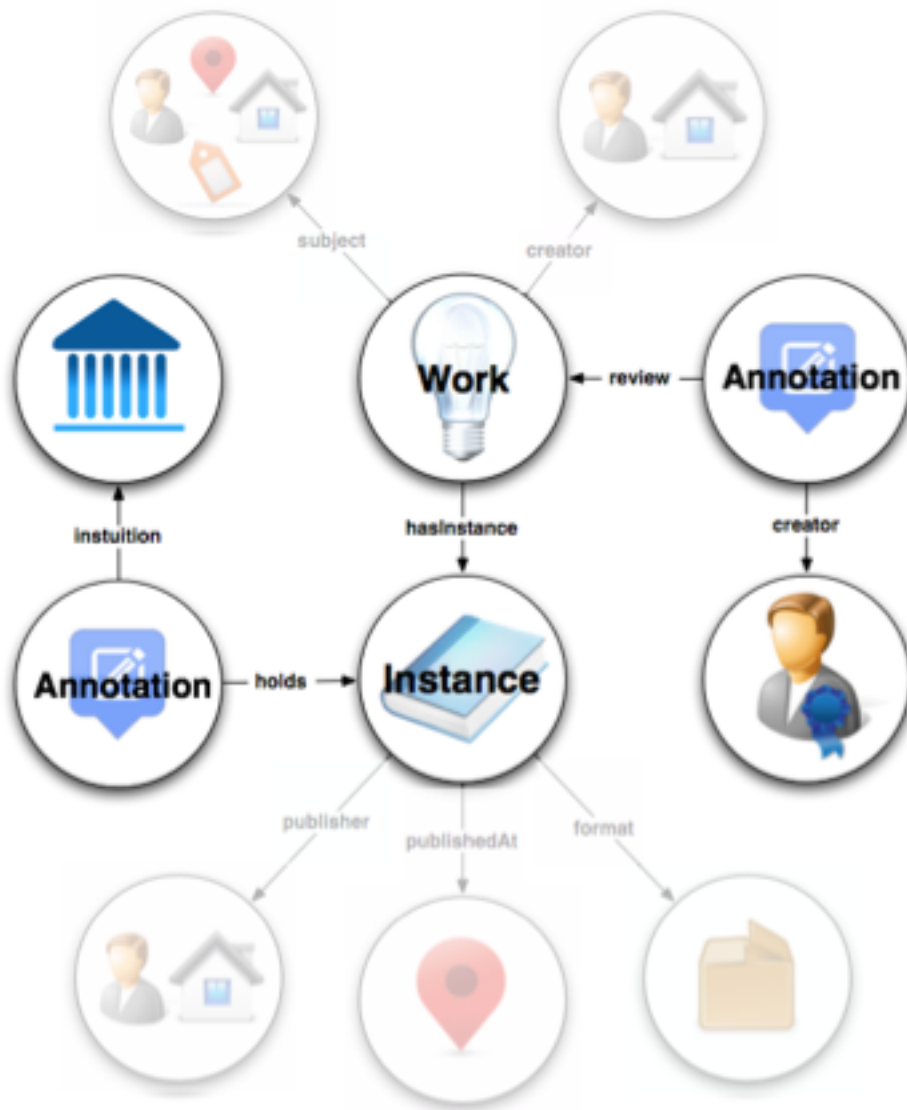 subject
creator
Work
review
Annotation
instuition
hasInstance
creator
Annotation
holds
Instance
publisher
publishedAt
format